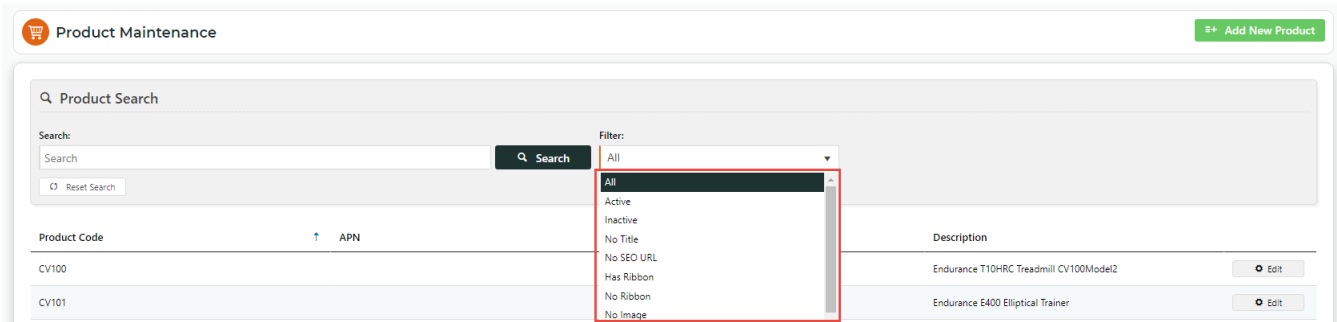 Product Maintenance
Add New Product
Product Search
Search:
Filter:
Search
Search
All
Reset Search
All
Active
Inactive
No Title
No SEO URL
Has Ribbon
No Ribbon
No Image
Product Code APN Description
CV100 Endurance T10HRC Treadmill CV100Model2 Edit
CV101 Endurance E400 Elliptical Trainer Edit